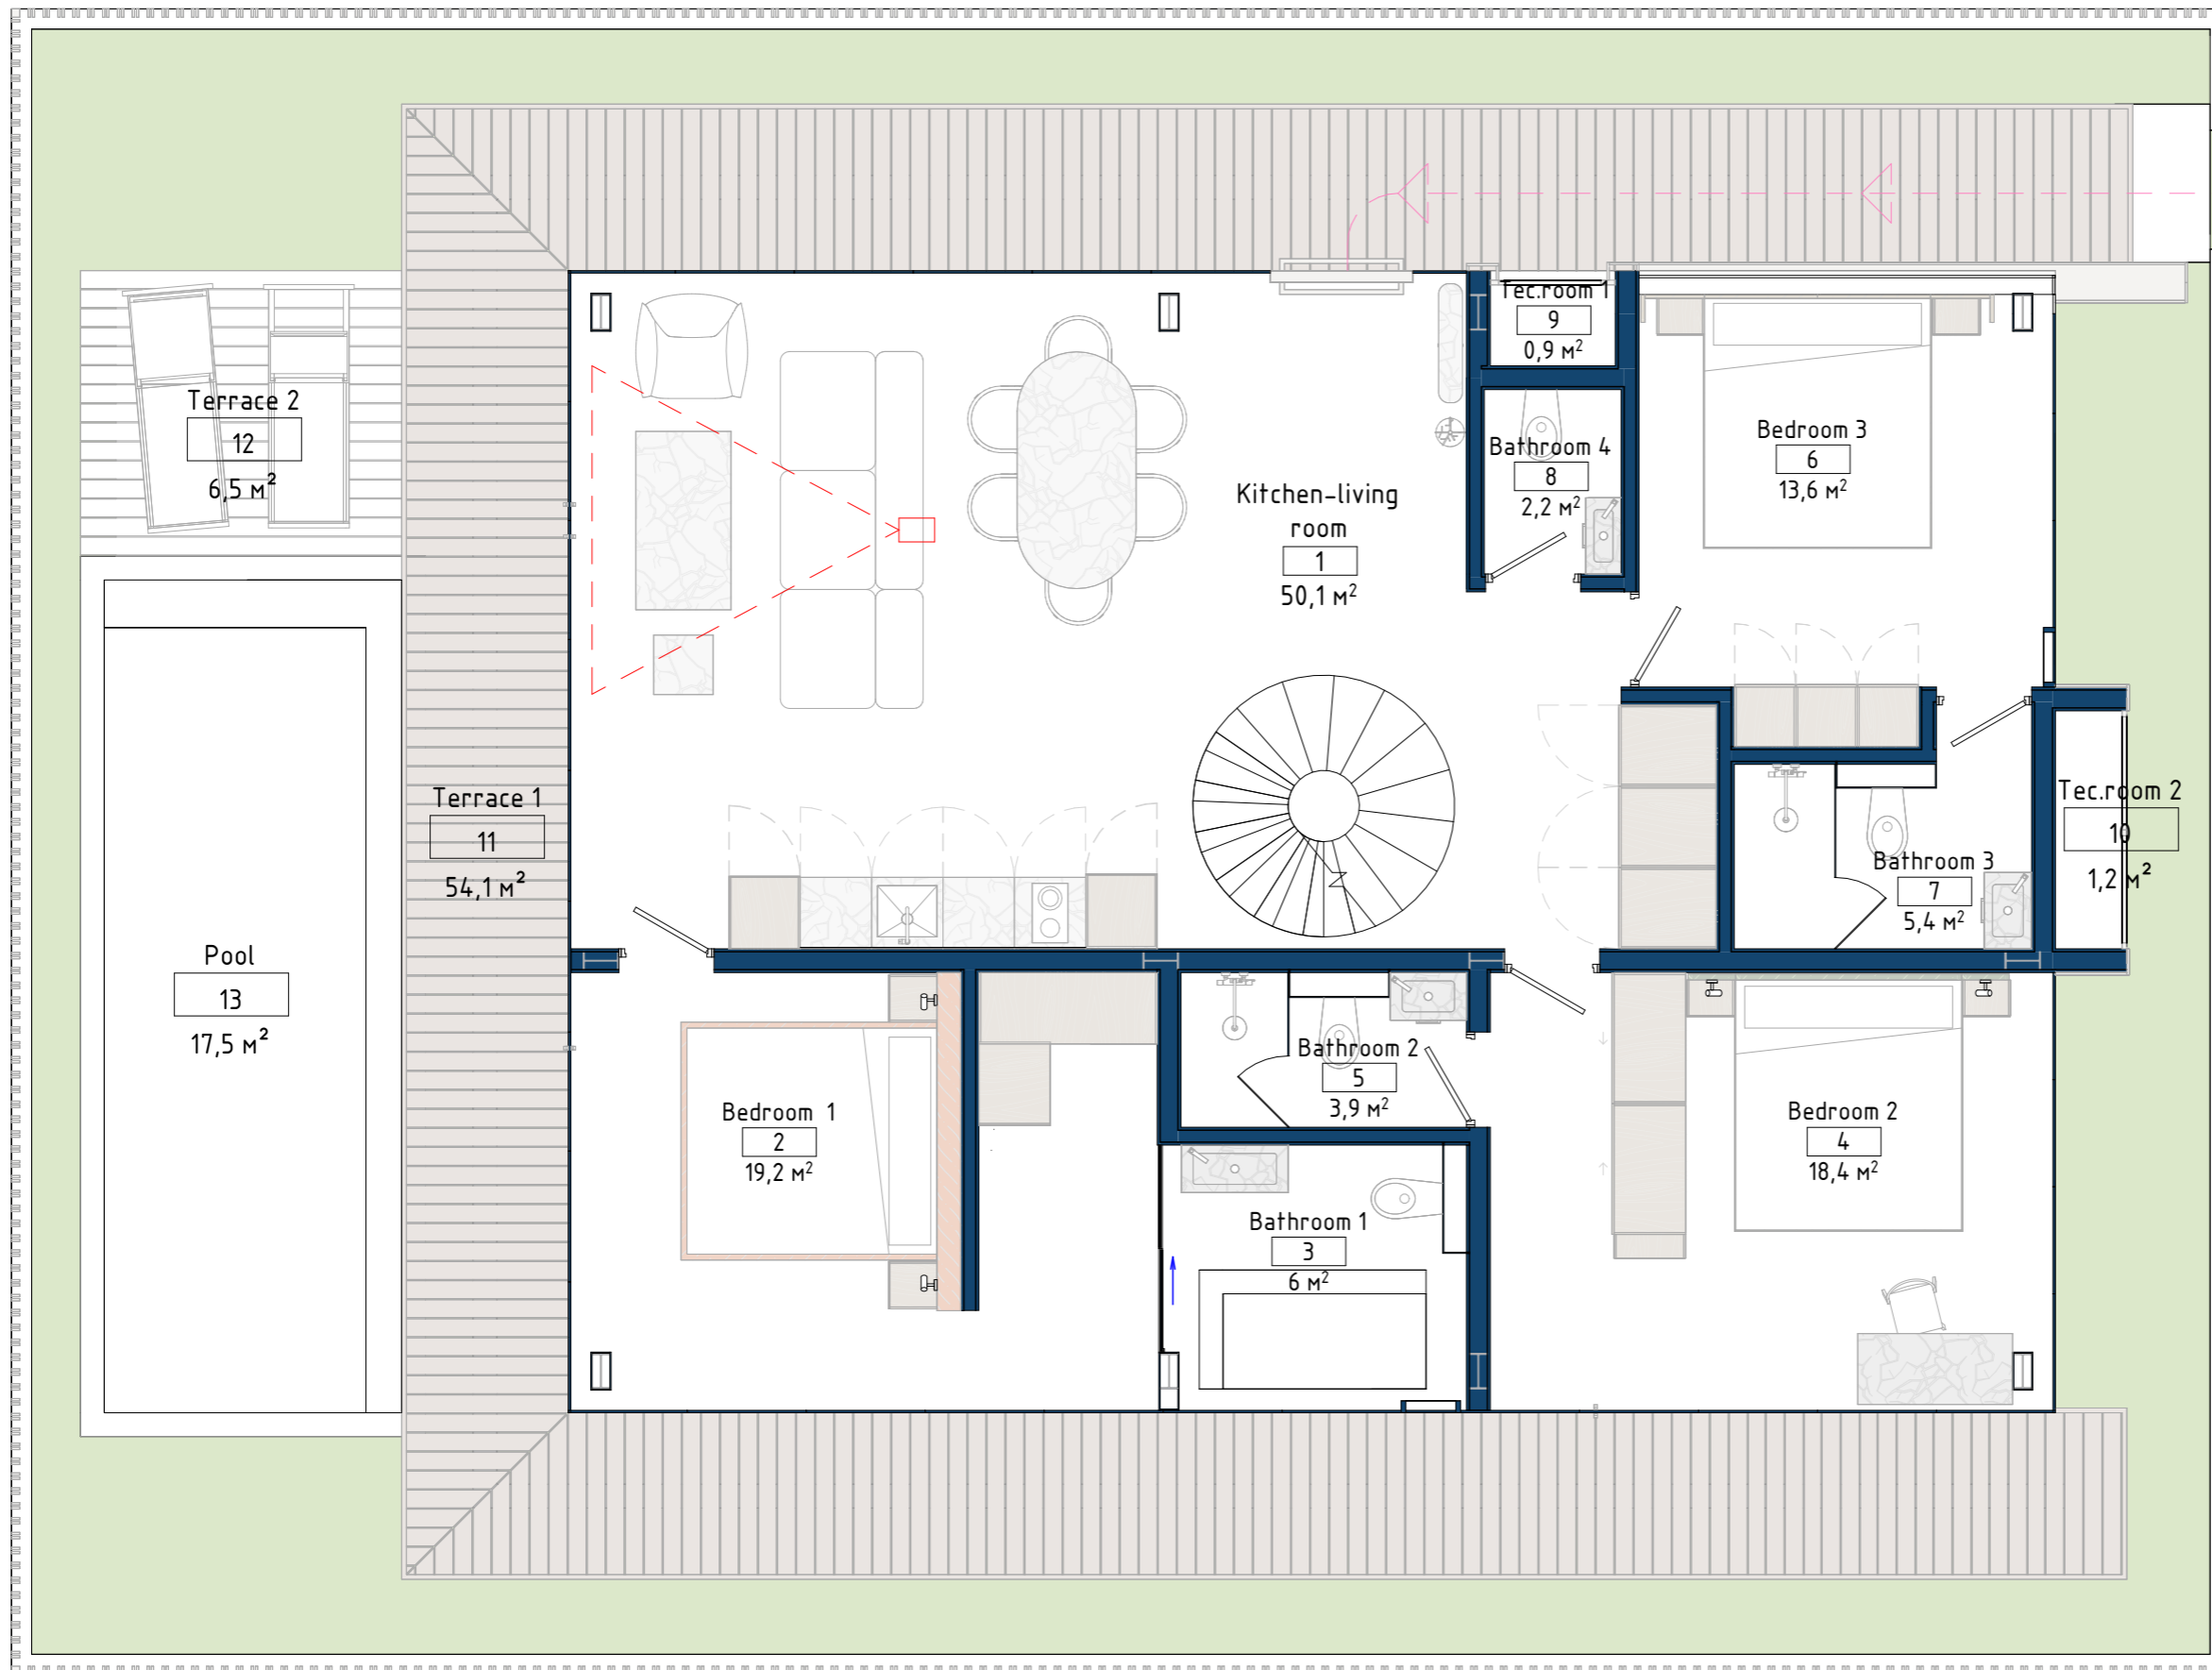 Tec.room 1
9
0,9 м²
Terrace 2
12
6,5 м²
Bathroom 4
8
2,2 м²
Bedroom 3
6
13,6 м²
Kitchen-living
room
1
50,1 м²
Terrace 1
11
54,1 м²
Tec.room 2
10
1,2 м²
Bathroom 3
7
5,4 м²
Pool
13
17,5 м²
Bedroom 1
2
19,2 м²
Bathroom 2
5
3,9 м²
Bedroom 2
4
18,4 м²
Bathroom 1
3
6 м²